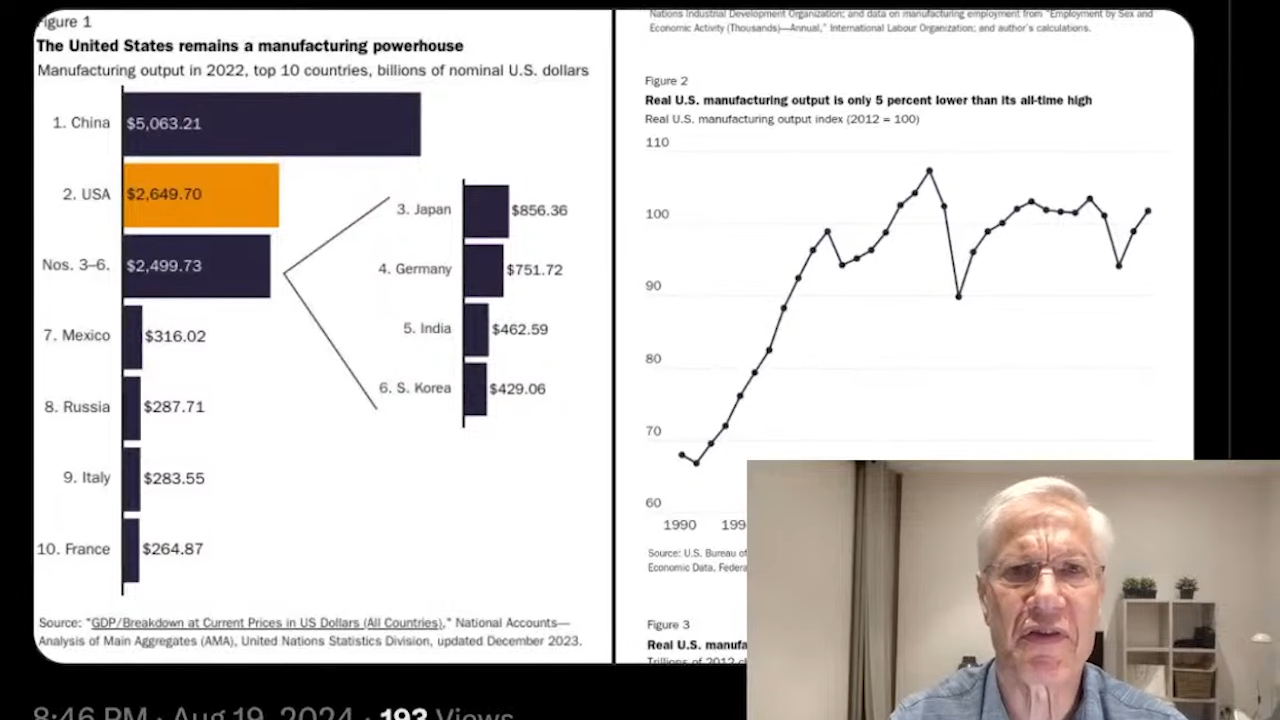 Figure 1
The United States remains a manufacturing powerhouse
Manufacturing output in 2022, top 10 countries, billions of nominal U.S. dollars
1. China $5,063.21
2. USA $2,649.70
Nos. 3–6. $2,499.73
3. Japan $856.36
4. Germany $751.72
5. India $462.59
6. S. Korea $429.06
7. Mexico $316.02
8. Russia $287.71
9. Italy $283.55
10. France $264.87
Source: "GDP/Breakdown at Current Prices in US Dollars (All Countries)," National Accounts—
Analysis of Main Aggregates (AMA), United Nations Statistics Division, updated December 2023.
Nations Industrial Development Organization; and data on manufacturing employment from "Employment by Sex and
Economic Activity (Thousands)—Annual," International Labour Organization; and author's calculations.
Figure 2
Real U.S. manufacturing output is only 5 percent lower than its all-time high
Real U.S. manufacturing output index (2012 = 100)
110
100
90
80
70
60
1990
Source: U.S. Bureau of
Economic Data, Federa
Figure 3
Real U.S. manufa
Trillions of 2012
8:46 PM · Aug 19, 2024 · 193 Views